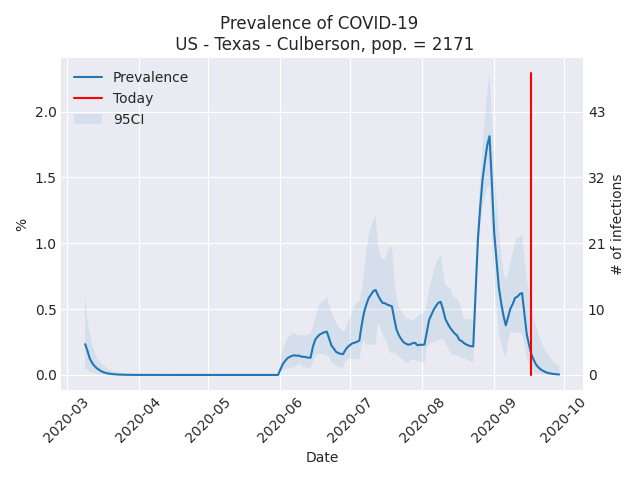 Prevalence of COVID-19
US - Texas - Culberson, pop. = 2171
Prevalence
Today
95CI
2.0
1.5
1.0
0.5
0.0
%
43
32
21
10
0
# of infections
2020-03
2020-04
2020-05
2020-06
2020-07
2020-08
2020-09
2020-10
Date